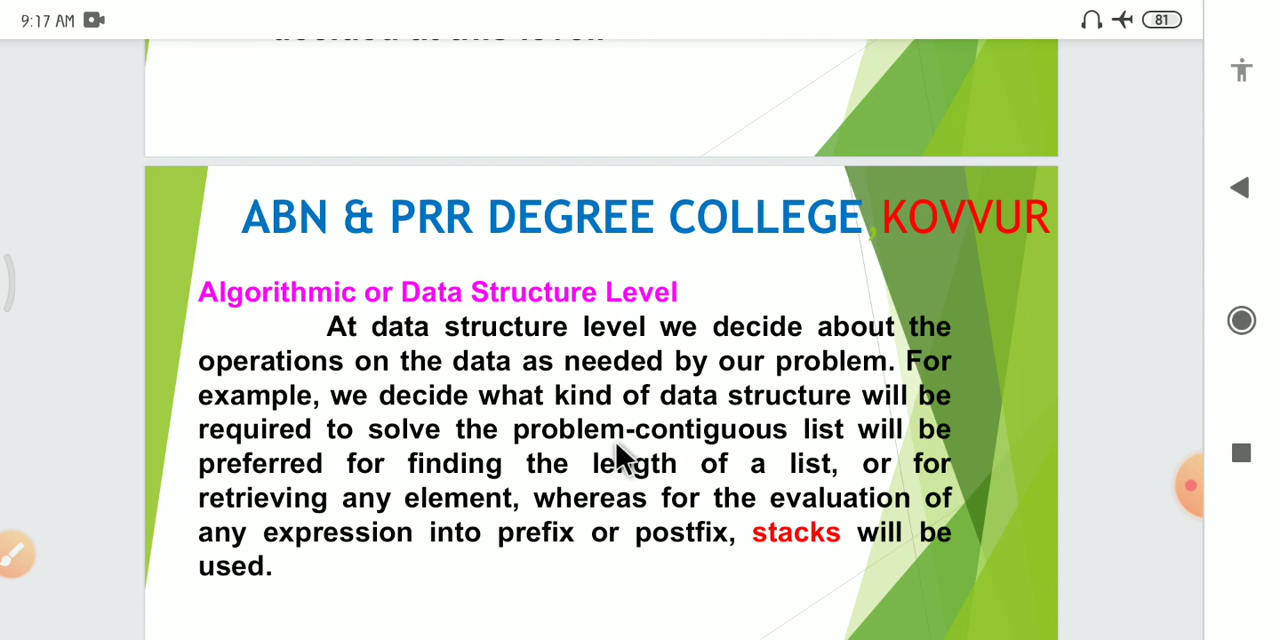 9:17 AM
81
ABN & PRR DEGREE COLLEGE,KOVVUR
Algorithmic or Data Structure Level
At data structure level we decide about the
operations on the data as needed by our problem. For
example, we decide what kind of data structure will be
required to solve the problem-contiguous list will be
preferred for finding the length of a list, or for
retrieving any element, whereas for the evaluation of
any expression into prefix or postfix, stacks will be
used.